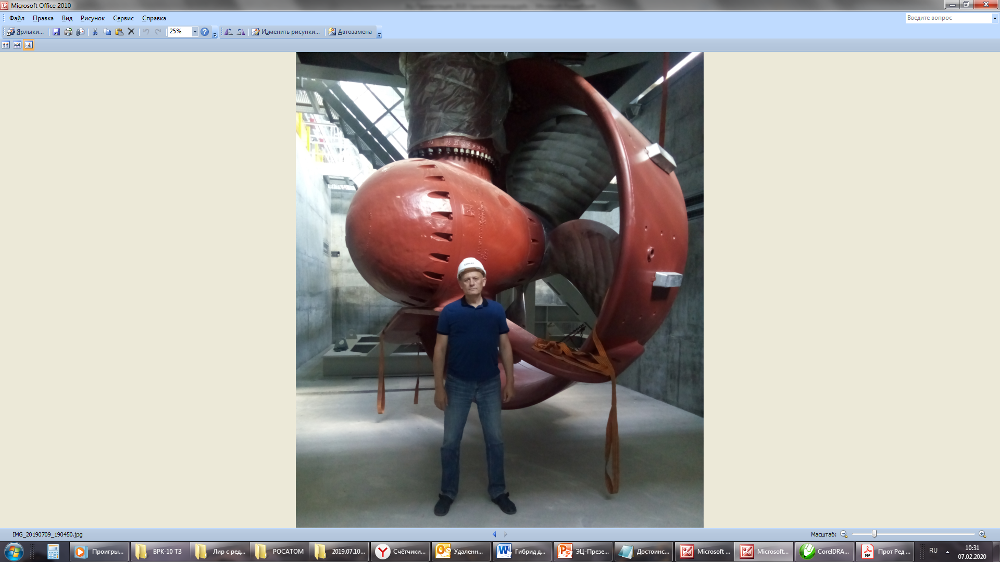 Microsoft Office 2010
Файл Правка Вид Рисунок Сервис Справка
Введите вопрос
Ярлыки... 25% Изменить рисунки... Автозамена
IMG_20190709_190450.jpg
Масштаб:
Проигры... ВРК-10 ТЗ Лир с ред... РОСАТОМ 2019.07.10... Счётчики... Удаленн... Гибрид д... ЭЦ-Презе... Достоинс... Microsoft ... Microsoft... CorelDRA... Прот Ред ... RU 10:31
07.02.2020